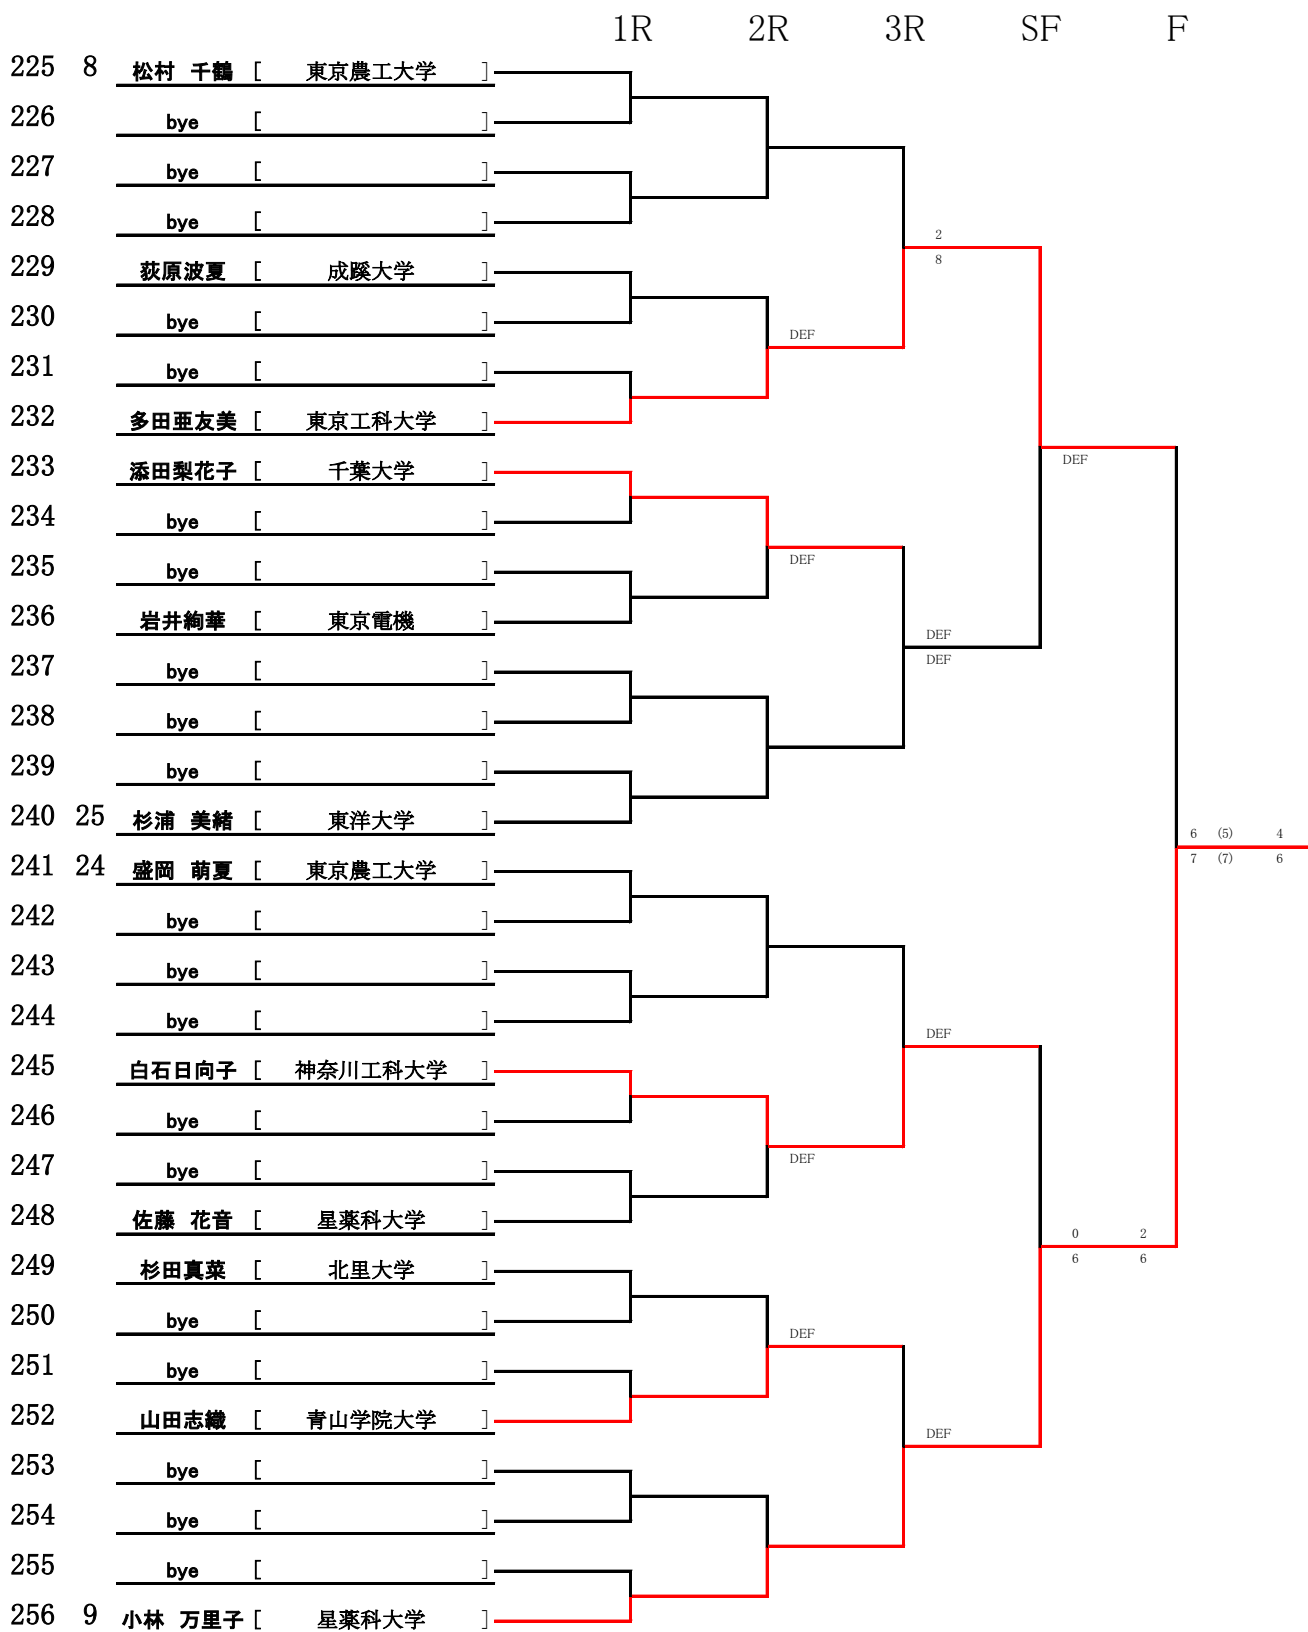 1R 2R 3R SF F
225 8 松村 千鶴 [ 東京農工大学 ]
226 bye [ ]
227 bye [ ]
228 bye [ ]
2
229 荻原波夏 [ 成蹊大学 ]
8
230 bye [ ]
DEF
231 bye [ ]
232 多田亜友美 [ 東京工科大学 ]
233 添田梨花子 [ 千葉大学 ]
DEF
234 bye [ ]
235 bye [ ]
DEF
236 岩井絢華 [ 東京電機 ]
DEF
237 bye [ ]
DEF
238 bye [ ]
239 bye [ ]
240 25 杉浦 美緒 [ 東洋大学 ]
6 (5) 4
241 24 盛岡 萌夏 [ 東京農工大学 ]
7 (7) 6
242 bye [ ]
243 bye [ ]
244 bye [ ]
DEF
245 白石日向子 [ 神奈川工科大学 ]
246 bye [ ]
247 bye [ ]
DEF
248 佐藤 花音 [ 星薬科大学 ]
0 2
249 杉田真菜 [ 北里大学 ]
6 6
250 bye [ ]
DEF
251 bye [ ]
252 山田志織 [ 青山学院大学 ]
DEF
253 bye [ ]
254 bye [ ]
255 bye [ ]
256 9 小林 万里子 [ 星薬科大学 ]